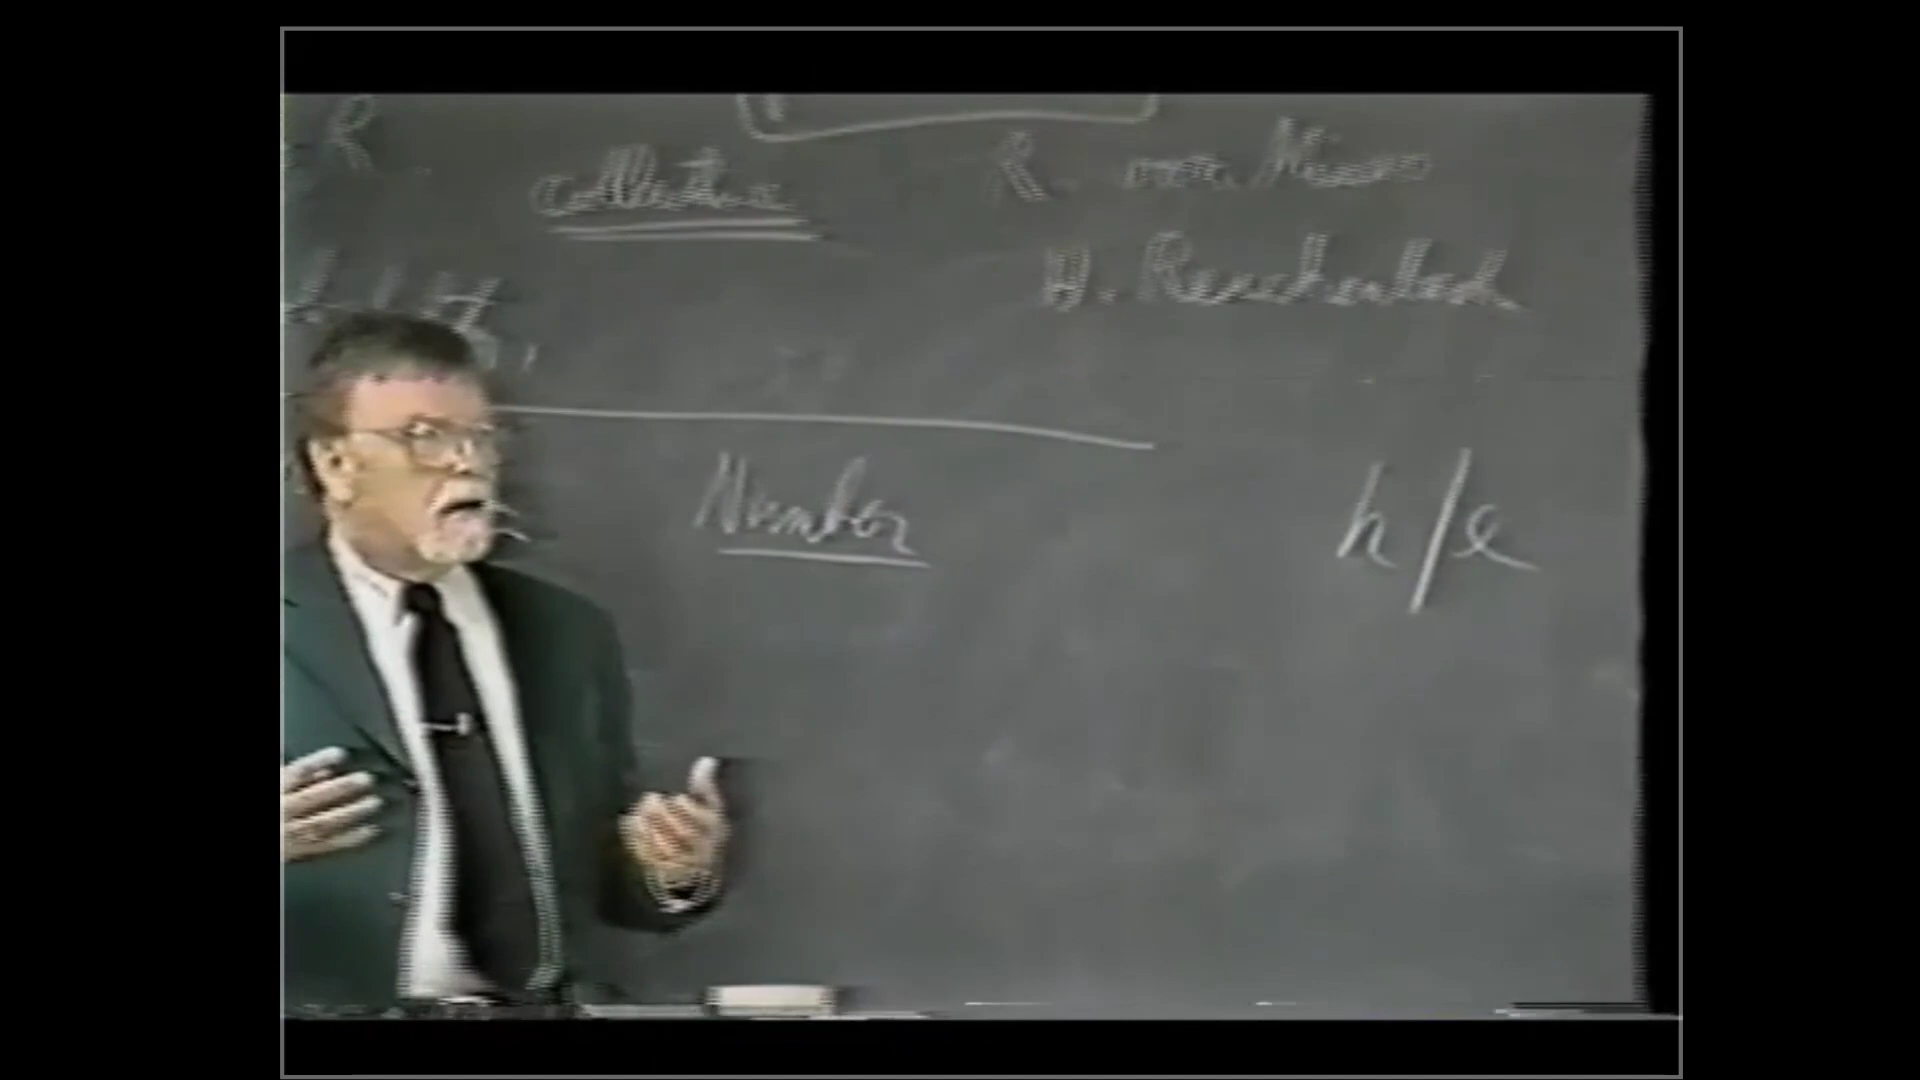 R
collective
R. von Mises
H. Reichenbach
Number
h/e